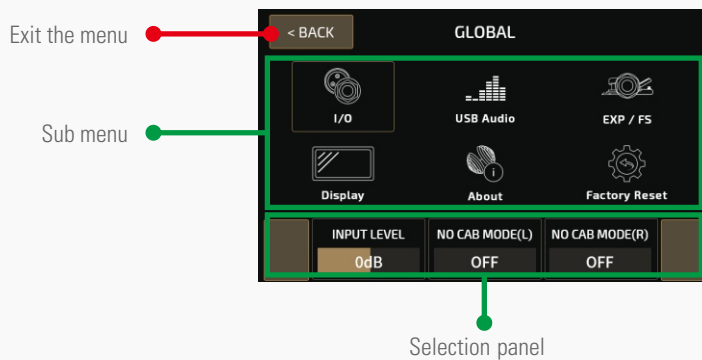 Exit the menu
< BACK
GLOBAL
Sub menu
I/O
USB Audio
EXP / FS
Display
i
About
Factory Reset
INPUT LEVEL
NO CAB MODE(L)
NO CAB MODE(R)
0dB
OFF
OFF
Selection panel